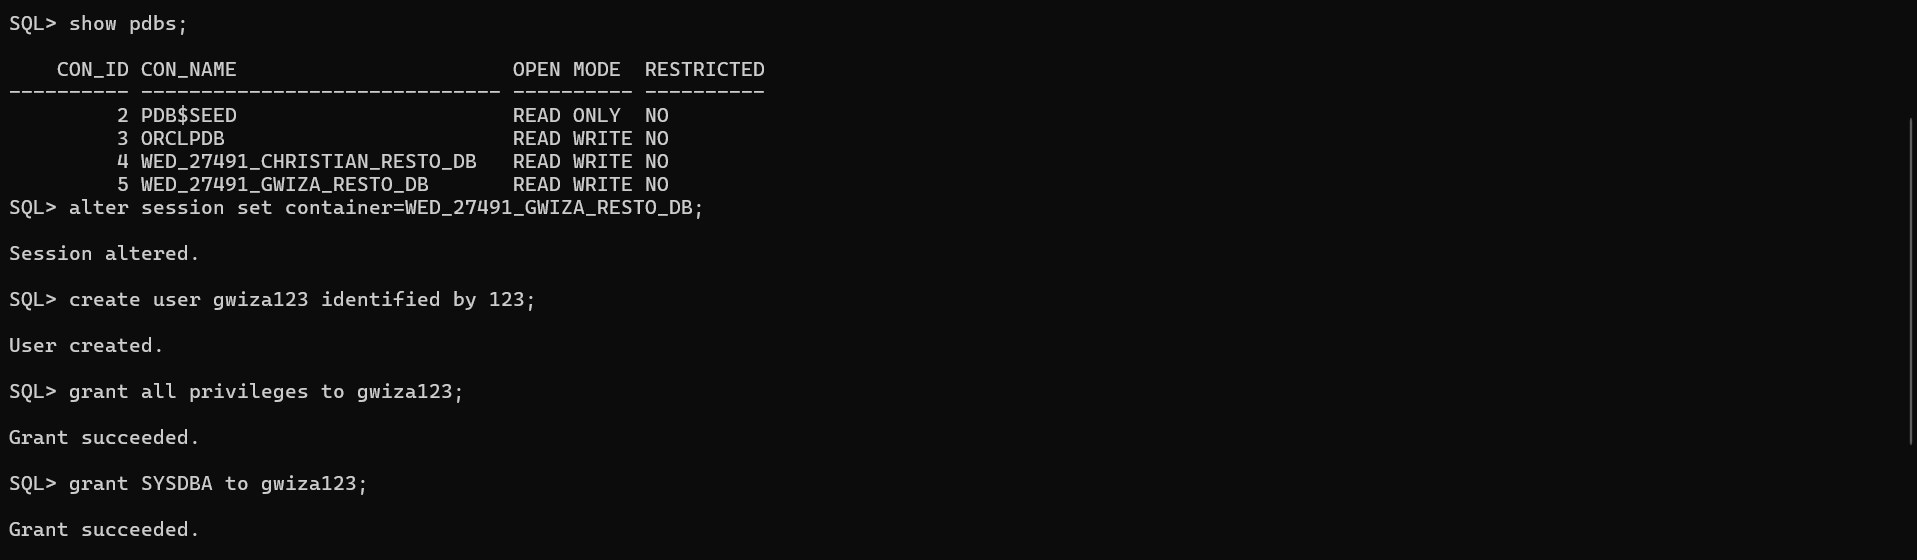 SQL> show pdbs;

    CON_ID CON_NAME                       OPEN MODE  RESTRICTED
---------- ------------------------------ ---------- ----------
         2 PDB$SEED                       READ ONLY  NO
         3 ORCLPDB                        READ WRITE NO
         4 WED_27491_CHRISTIAN_RESTO_DB   READ WRITE NO
         5 WED_27491_GWIZA_RESTO_DB       READ WRITE NO
SQL> alter session set container=WED_27491_GWIZA_RESTO_DB;

Session altered.

SQL> create user gwiza123 identified by 123;

User created.

SQL> grant all privileges to gwiza123;

Grant succeeded.

SQL> grant SYSDBA to gwiza123;

Grant succeeded.